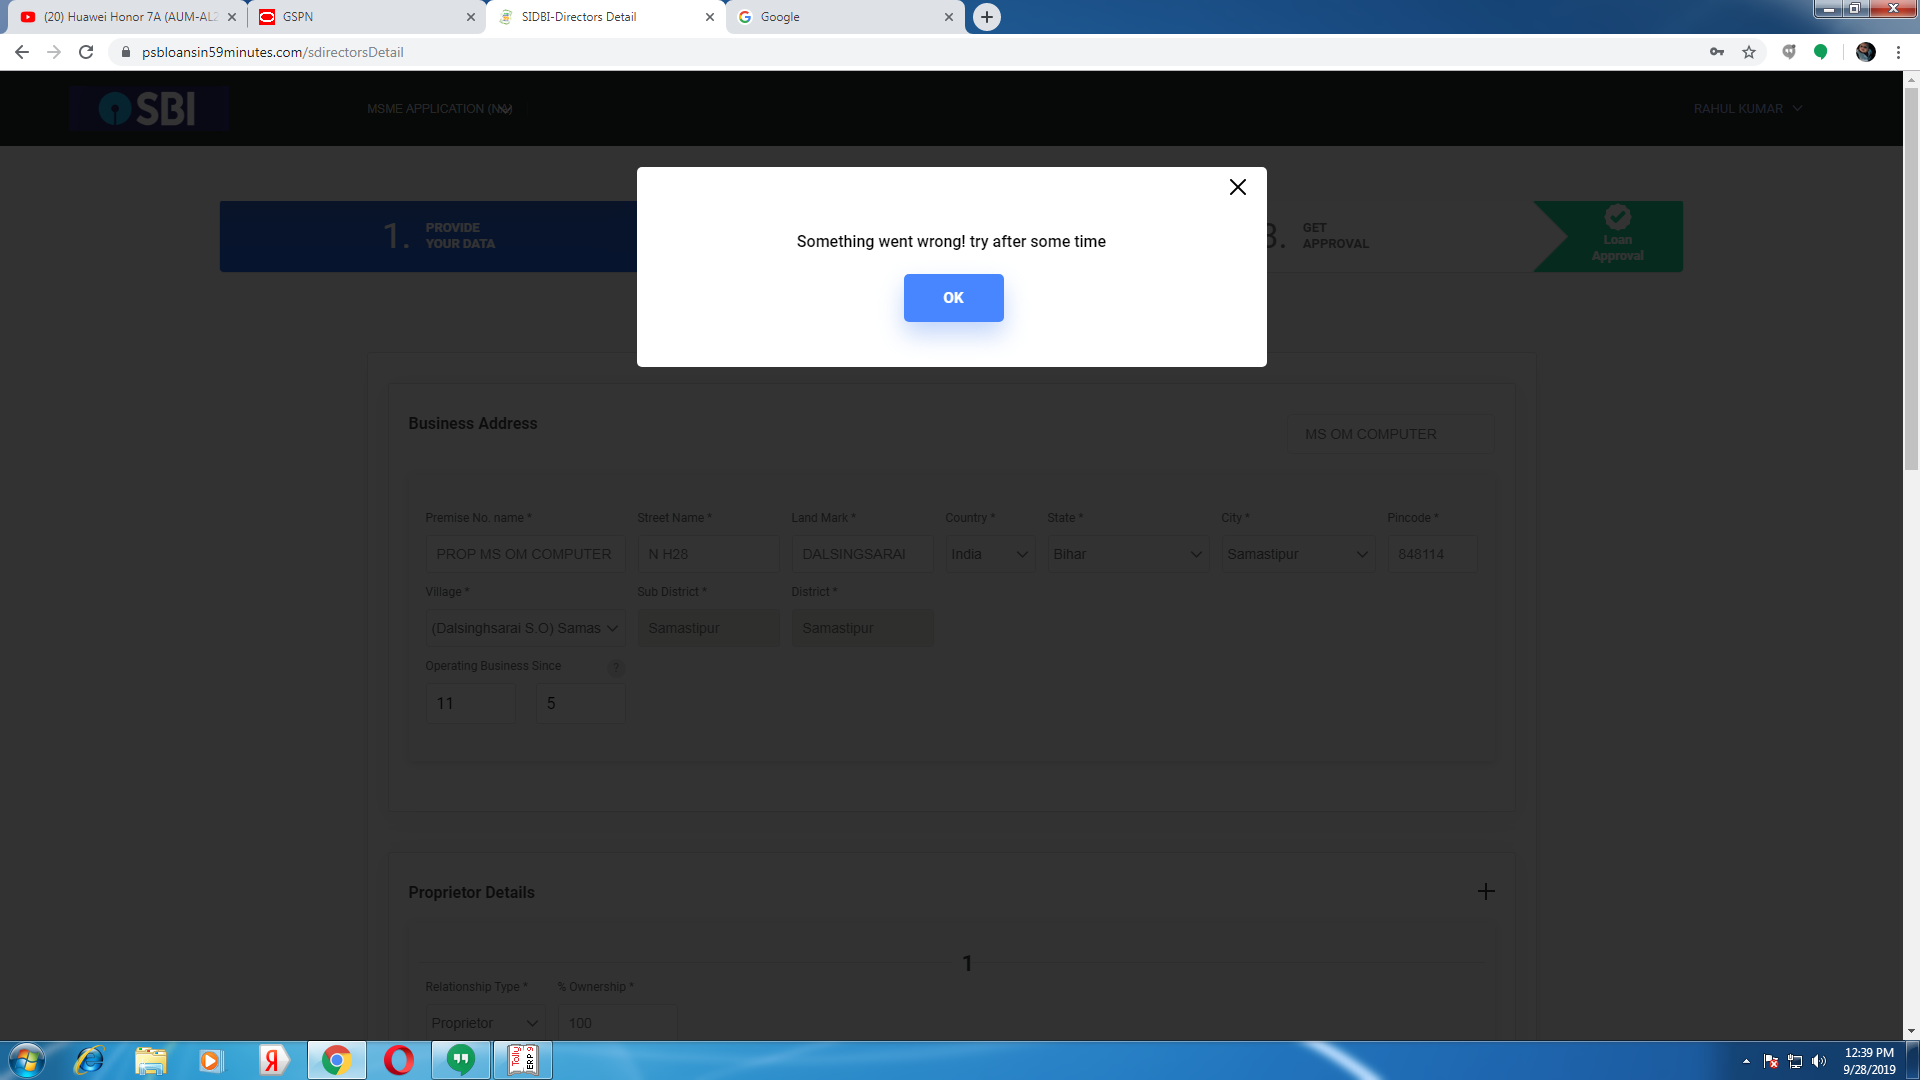 (20) Huawei Honor 7A (AUM-AL2
GSPN
SIDBI-Directors Detail
Google
psbloansin59minutes.com/sdirectorsDetail
SBI
MSME APPLICATION
RAHUL KUMAR
1. PROVIDE
YOUR DATA
3. GET
APPROVAL
Loan
Approval
Something went wrong! try after some time
OK
Business Address
MS OM COMPUTER
Premise No. name *
Street Name *
Land Mark *
Country *
State *
City *
Pincode *
PROP MS OM COMPUTER
N H28
DALSINGSARAI
India
Bihar
Samastipur
848114
Village *
Sub District *
District *
(Dalsinghsarai S.O) Samas
Samastipur
Samastipur
Operating Business Since
?
11
5
Proprietor Details
1
Relationship Type *
% Ownership *
Proprietor
100
Tally
ERP 9
12:39 PM
9/28/2019